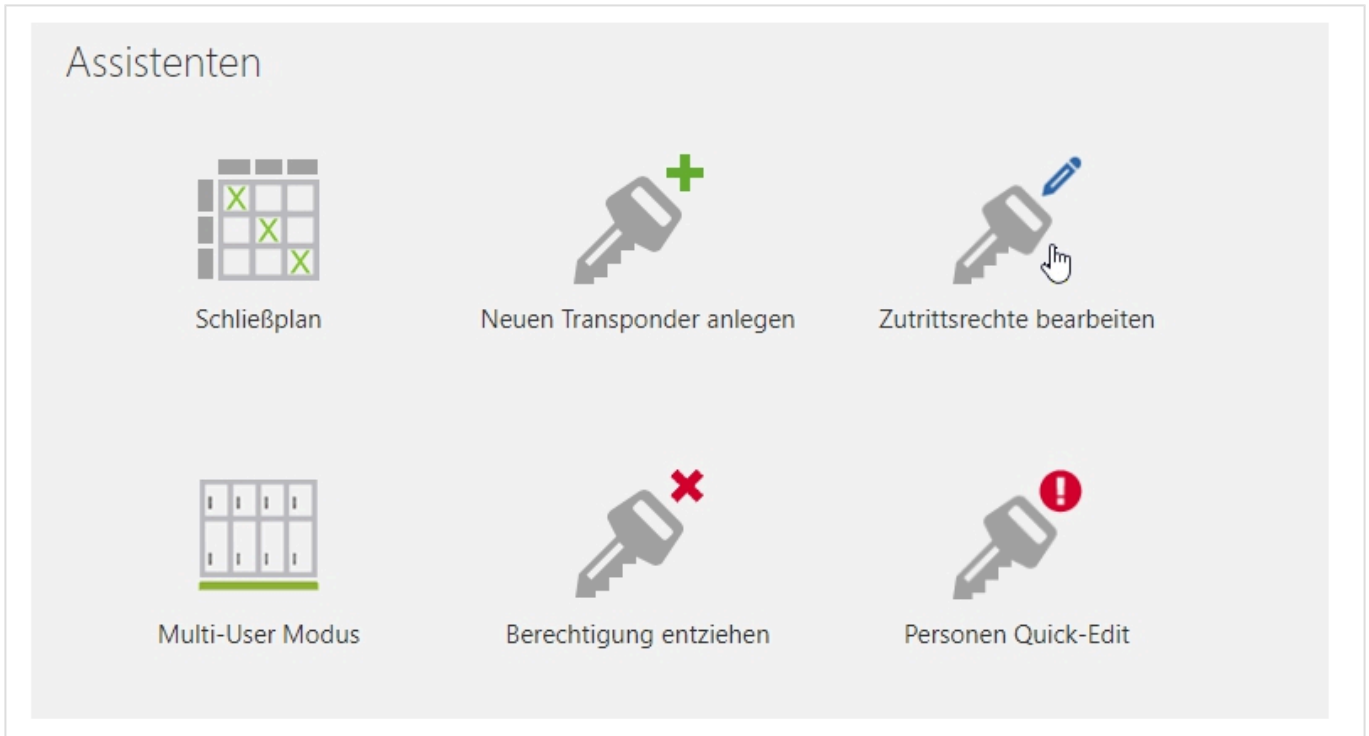 Assistenten
Schließplan
Neuen Transponder anlegen
Zutrittsrechte bearbeiten
Multi-User Modus
Berechtigung entziehen
Personen Quick-Edit